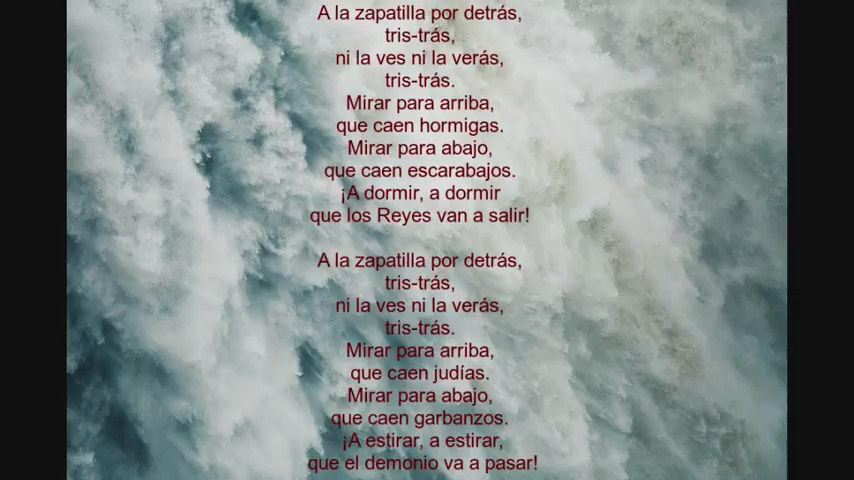 A la zapatilla por detrás,
tris-trás,
ni la ves ni la verás,
tris-trás.
Mirar para arriba,
que caen hormigas.
Mirar para abajo,
que caen escarabajos.
¡A dormir, a dormir
que los Reyes van a salir!
A la zapatilla por detrás,
tris-trás,
ni la ves ni la verás,
tris-trás.
Mirar para arriba,
que caen judías.
Mirar para abajo,
que caen garbanzos.
¡A estirar, a estirar,
que el demonio va a pasar!